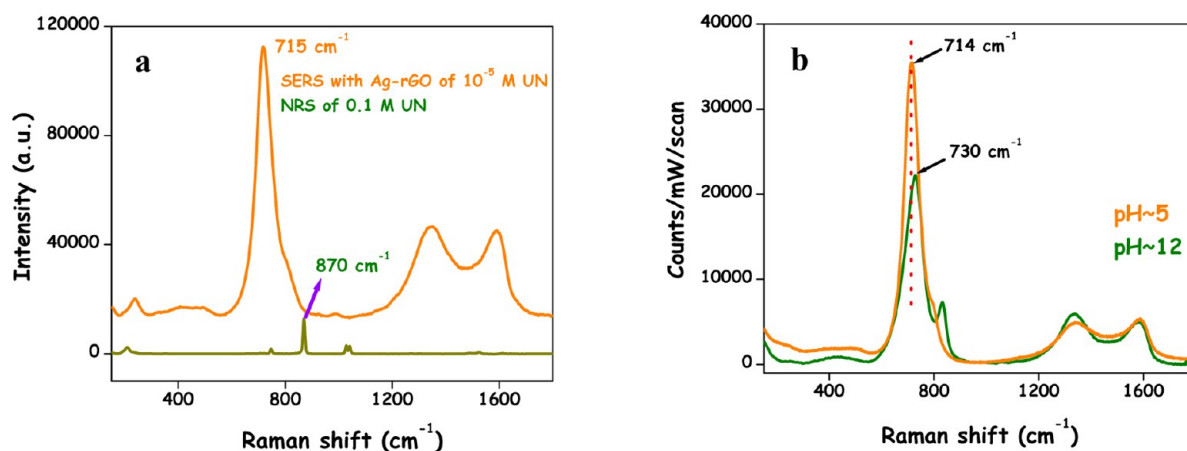 a
120000
80000
40000
0
Intensity (a.u.)
715 cm⁻¹
SERS with Ag-rGO of 10⁻⁵ M UN
NRS of 0.1 M UN
870 cm⁻¹
400 800 1200 1600
Raman shift (cm⁻¹)
b
40000
30000
20000
10000
0
Counts/mW/scan
714 cm⁻¹
730 cm⁻¹
pH~5
pH~12
400 800 1200 1600
Raman shift (cm⁻¹)